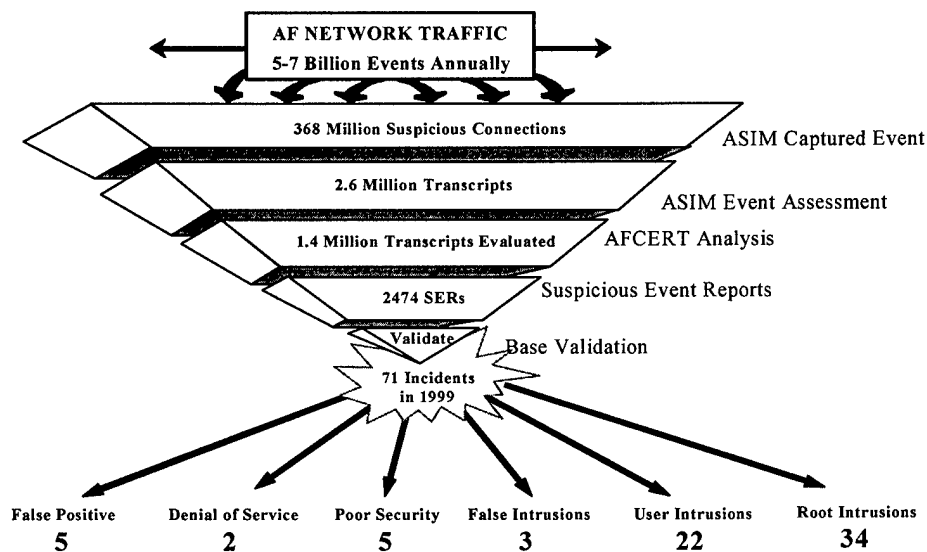 AF NETWORK TRAFFIC
5-7 Billion Events Annually
368 Million Suspicious Connections
ASIM Captured Event
2.6 Million Transcripts
ASIM Event Assessment
1.4 Million Transcripts Evaluated
AFCERT Analysis
2474 SERs
Suspicious Event Reports
Validate
Base Validation
71 Incidents
in 1999
False Positive
5
Denial of Service
2
Poor Security
5
False Intrusions
3
User Intrusions
22
Root Intrusions
34